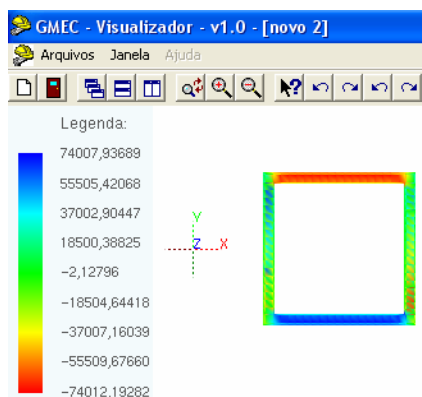 GMEC - Visualizador - v1.0 - [novo 2]
Arquivos Janela Ajuda
Legenda:
74007,93689
55505,42068
37002,90447
18500,38825
-2,12796
-18504,64418
-37007,16039
-55509,67660
-74012,19282
Y
Z X